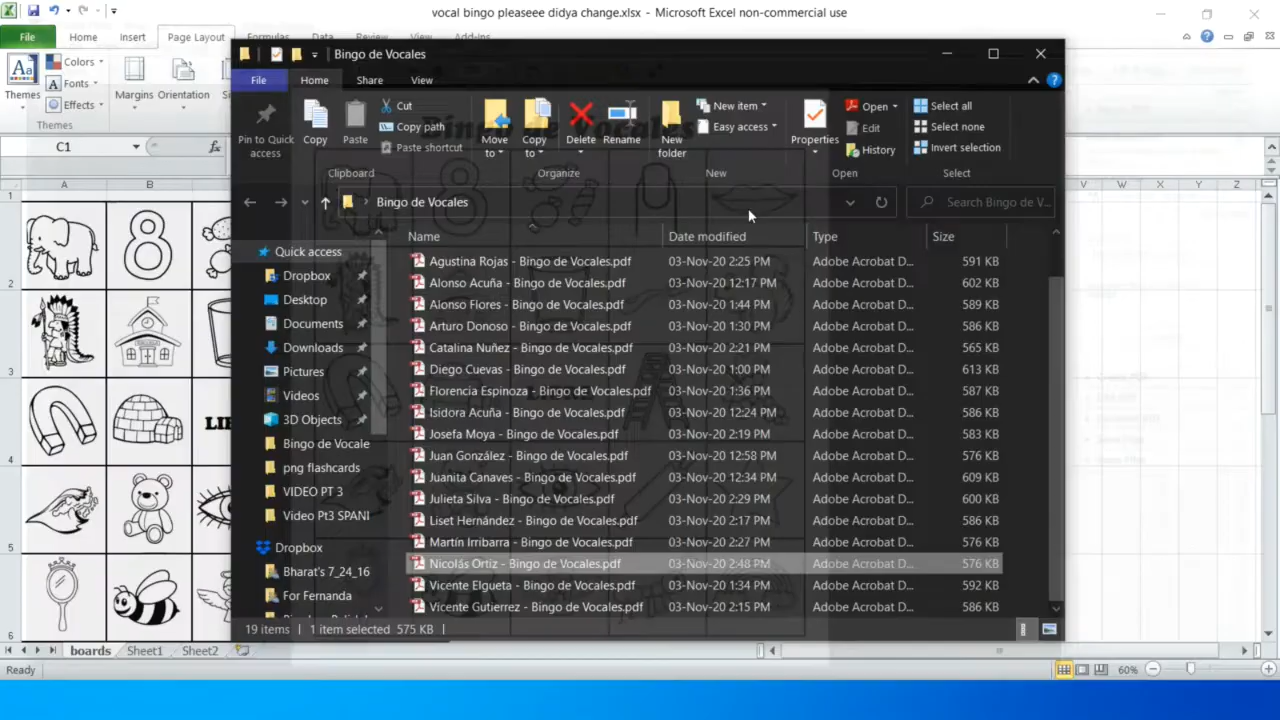 vocal bingo pleaseee didya change.xlsx - Microsoft Excel non-commercial use
File Home Insert Page Layout Formulas Data Review View Add-Ins
Themes
Colors
Fonts
Effects
Margins
Orientation
Themes
C1
fx
A B V W X Y Z
1
2
3
4
5
6
LIE
Bingo de Vocales
File Home Share View
Pin to Quick access
Copy
Paste
Cut
Copy path
Paste shortcut
Clipboard
Move to
Copy to
Delete
Rename
Organize
New folder
New item
Easy access
New
Properties
Open
Edit
History
Open
Select all
Select none
Invert selection
Select
Bingo de Vocales
Search Bingo de V...
Name Date modified Type Size
Quick access
Dropbox
Desktop
Documents
Downloads
Pictures
Videos
3D Objects
Bingo de Vocale
png flashcards
VIDEO PT 3
Video Pt3 SPANI
Dropbox
Bharat's 7_24_16
For Fernanda
Agustina Rojas - Bingo de Vocales.pdf 03-Nov-20 2:25 PM Adobe Acrobat D... 591 KB
Alonso Acuña - Bingo de Vocales.pdf 03-Nov-20 12:17 PM Adobe Acrobat D... 602 KB
Alonso Flores - Bingo de Vocales.pdf 03-Nov-20 1:44 PM Adobe Acrobat D... 589 KB
Arturo Donoso - Bingo de Vocales.pdf 03-Nov-20 1:30 PM Adobe Acrobat D... 586 KB
Catalina Nuñez - Bingo de Vocales.pdf 03-Nov-20 2:21 PM Adobe Acrobat D... 565 KB
Diego Cuevas - Bingo de Vocales.pdf 03-Nov-20 1:00 PM Adobe Acrobat D... 613 KB
Florencia Espinoza - Bingo de Vocales.pdf 03-Nov-20 1:36 PM Adobe Acrobat D... 587 KB
Isidora Acuña - Bingo de Vocales.pdf 03-Nov-20 12:24 PM Adobe Acrobat D... 586 KB
Josefa Moya - Bingo de Vocales.pdf 03-Nov-20 2:19 PM Adobe Acrobat D... 583 KB
Juan González - Bingo de Vocales.pdf 03-Nov-20 12:58 PM Adobe Acrobat D... 576 KB
Juanita Canaves - Bingo de Vocales.pdf 03-Nov-20 12:34 PM Adobe Acrobat D... 609 KB
Julieta Silva - Bingo de Vocales.pdf 03-Nov-20 2:29 PM Adobe Acrobat D... 600 KB
Liset Hernández - Bingo de Vocales.pdf 03-Nov-20 2:17 PM Adobe Acrobat D... 586 KB
Martín Irribarra - Bingo de Vocales.pdf 03-Nov-20 2:27 PM Adobe Acrobat D... 576 KB
Nicolás Ortiz - Bingo de Vocales.pdf 03-Nov-20 2:48 PM Adobe Acrobat D... 576 KB
Vicente Elgueta - Bingo de Vocales.pdf 03-Nov-20 1:34 PM Adobe Acrobat D... 592 KB
Vicente Gutierrez - Bingo de Vocales.pdf 03-Nov-20 2:15 PM Adobe Acrobat D... 586 KB
19 items 1 item selected 575 KB
boards Sheet1 Sheet2
Ready
60%